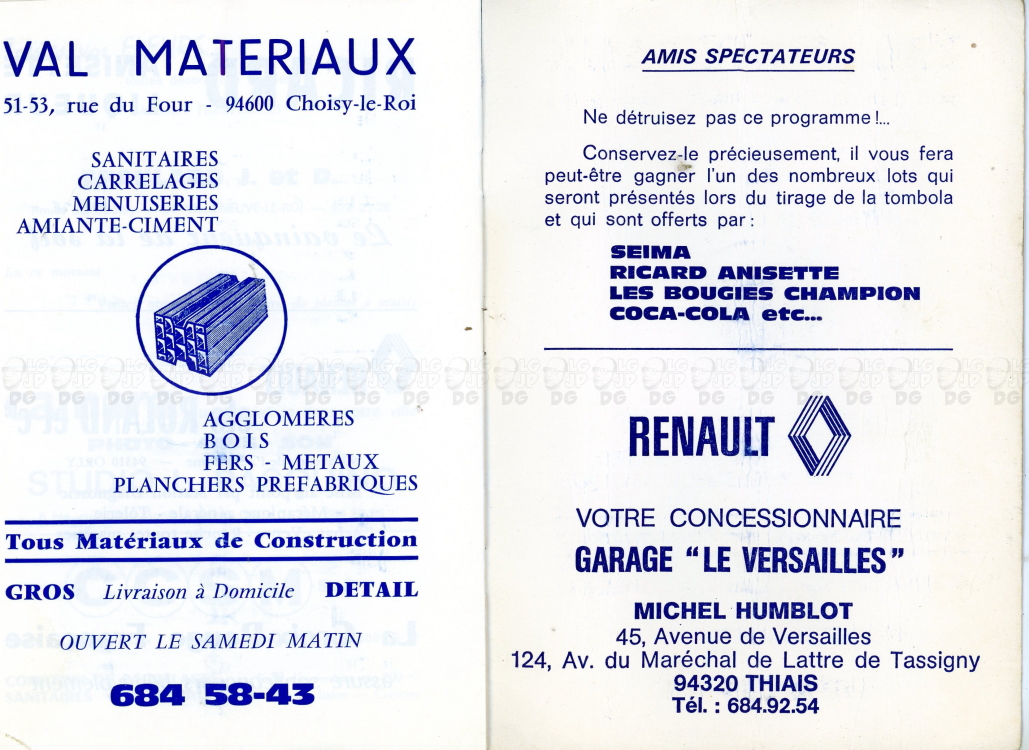 VAL MATERIAUX
51-53, rue du Four - 94600 Choisy-le-Roi
SANITAIRES
CARRELAGES
MENUISERIES
AMIANTE-CIMENT
AGGLOMERES
BOIS
FERS - METAUX
PLANCHERS PREFABRIQUES
Tous Matériaux de Construction
GROS Livraison à Domicile DETAIL
OUVERT LE SAMEDI MATIN
684 58-43
AMIS SPECTATEURS
Ne détruisez pas ce programme !...
Conservez-le précieusement, il vous fera
peut-être gagner l'un des nombreux lots qui
seront présentés lors du tirage de la tombola
et qui sont offerts par :
SEIMA
RICARD ANISETTE
LES BOUGIES CHAMPION
COCA-COLA etc...
RENAULT
VOTRE CONCESSIONNAIRE
GARAGE "LE VERSAILLES"
MICHEL HUMBLOT
45, Avenue de Versailles
124, Av. du Maréchal de Lattre de Tassigny
94320 THIAIS
Tél. : 684.92.54